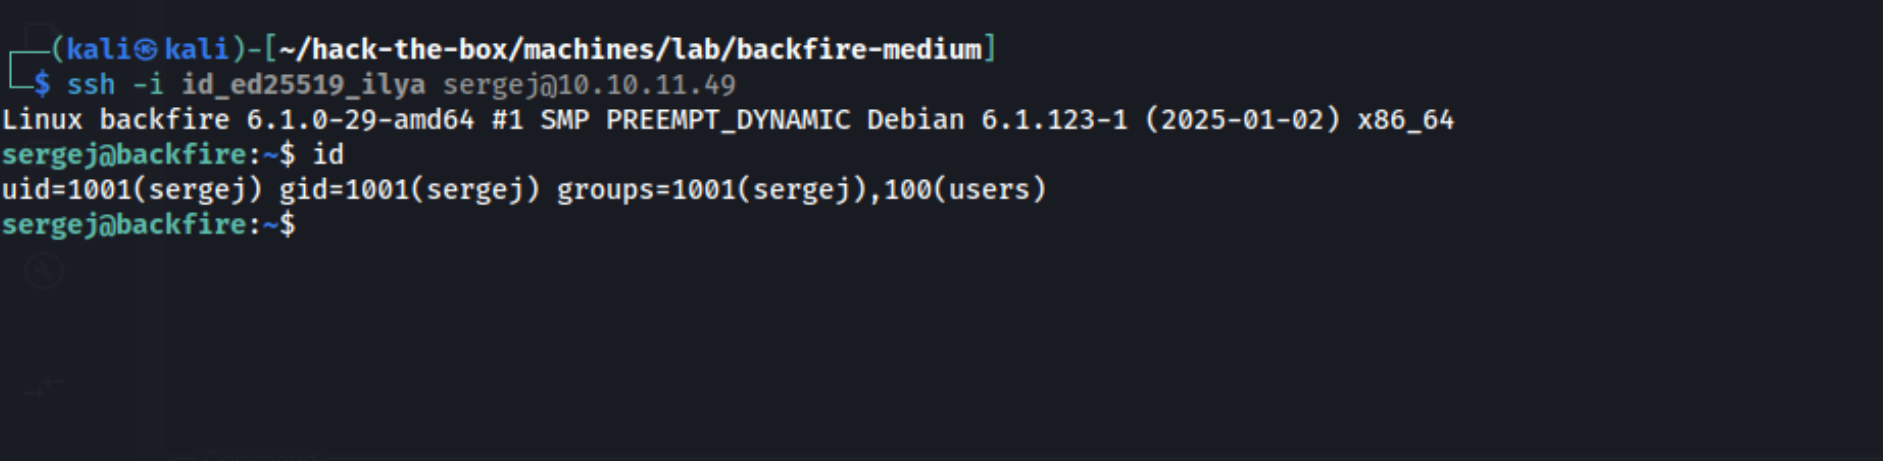 ┌──(kali㉿kali)-[~/hack-the-box/machines/lab/backfire-medium]
└─$ ssh -i id_ed25519_ilya sergej@10.10.11.49
Linux backfire 6.1.0-29-amd64 #1 SMP PREEMPT_DYNAMIC Debian 6.1.123-1 (2025-01-02) x86_64
sergej@backfire:~$ id
uid=1001(sergej) gid=1001(sergej) groups=1001(sergej),100(users)
sergej@backfire:~$